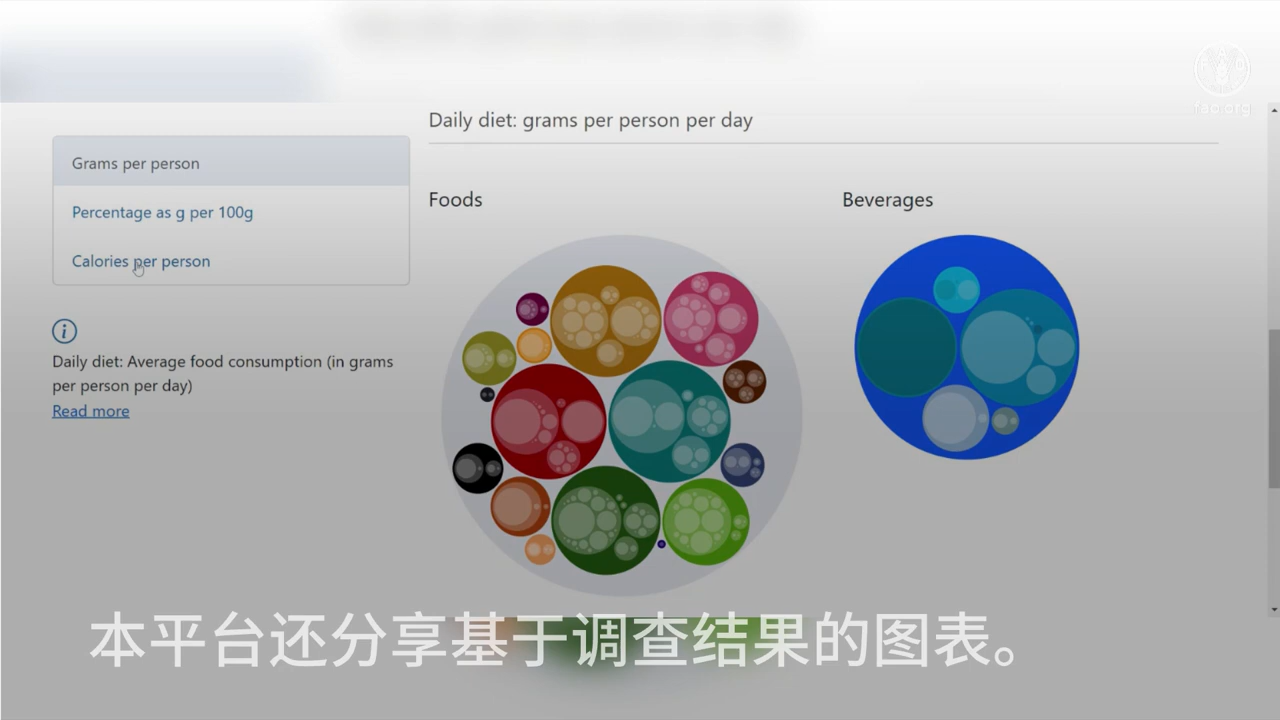 fao.org
Daily diet: grams per person per day
Grams per person
Percentage as g per 100g
Calories per person
Foods
Beverages
Daily diet: Average food consumption (in grams
per person per day)
Read more
本平台还分享基于调查结果的图表。